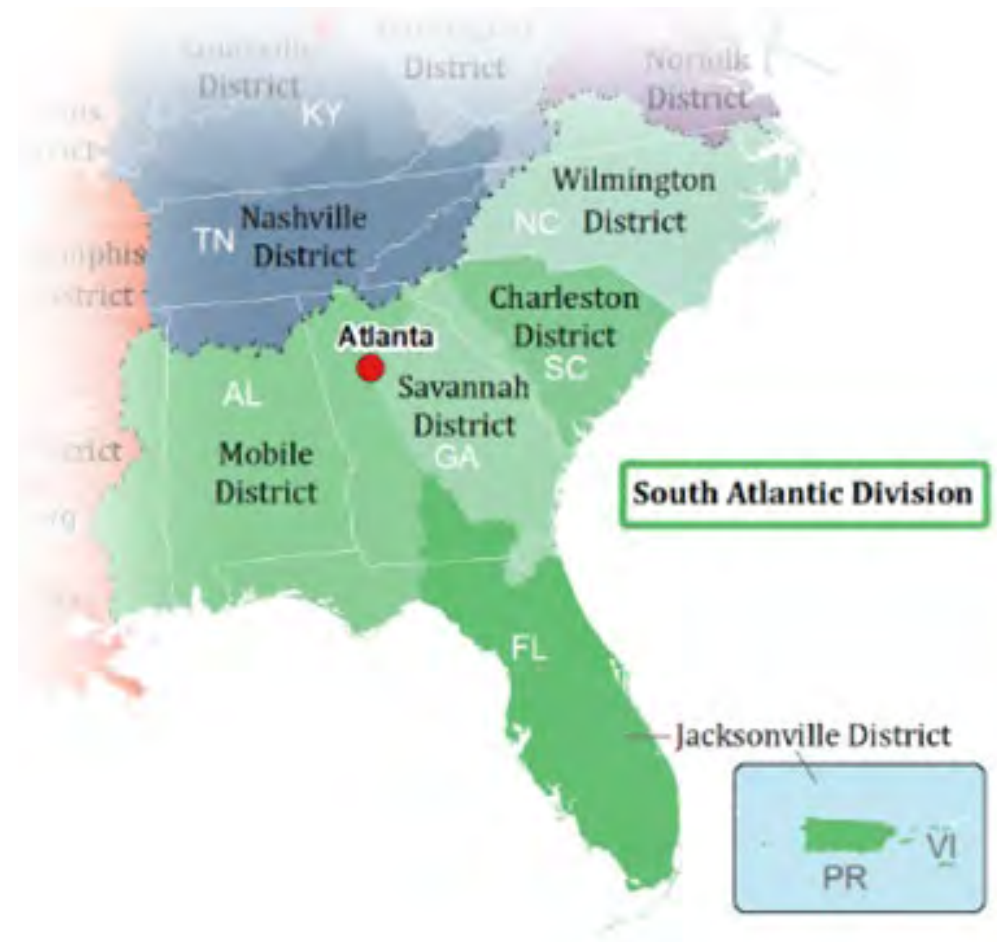 District
District
Norfolk
District
KY
Wilmington
District
NC
Nashville
District
TN
Charleston
District
SC
Atlanta
Savannah
District
GA
AL
Mobile
District
South Atlantic Division
FL
Jacksonville District
VI
PR